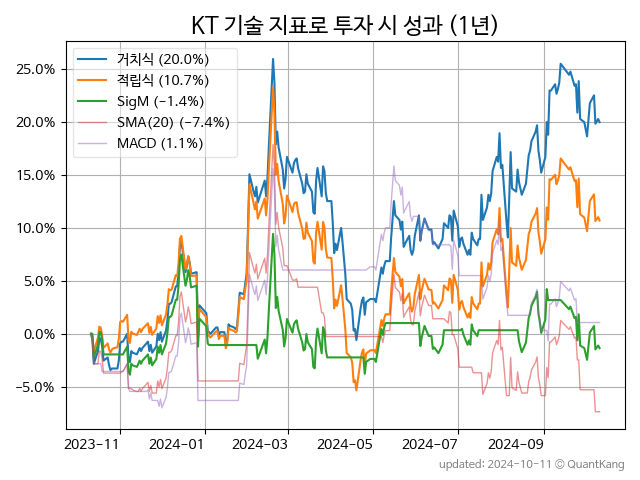 KT 기술 지표로 투자 시 성과 (1년)
거치식 (20.0%)
적립식 (10.7%)
SigM (−1.4%)
SMA(20) (−7.4%)
MACD (1.1%)
25.0%
20.0%
15.0%
10.0%
5.0%
0.0%
−5.0%
2023−11 2024−01 2024−03 2024−05 2024−07 2024−09
updated: 2024-10-11 © QuantKang